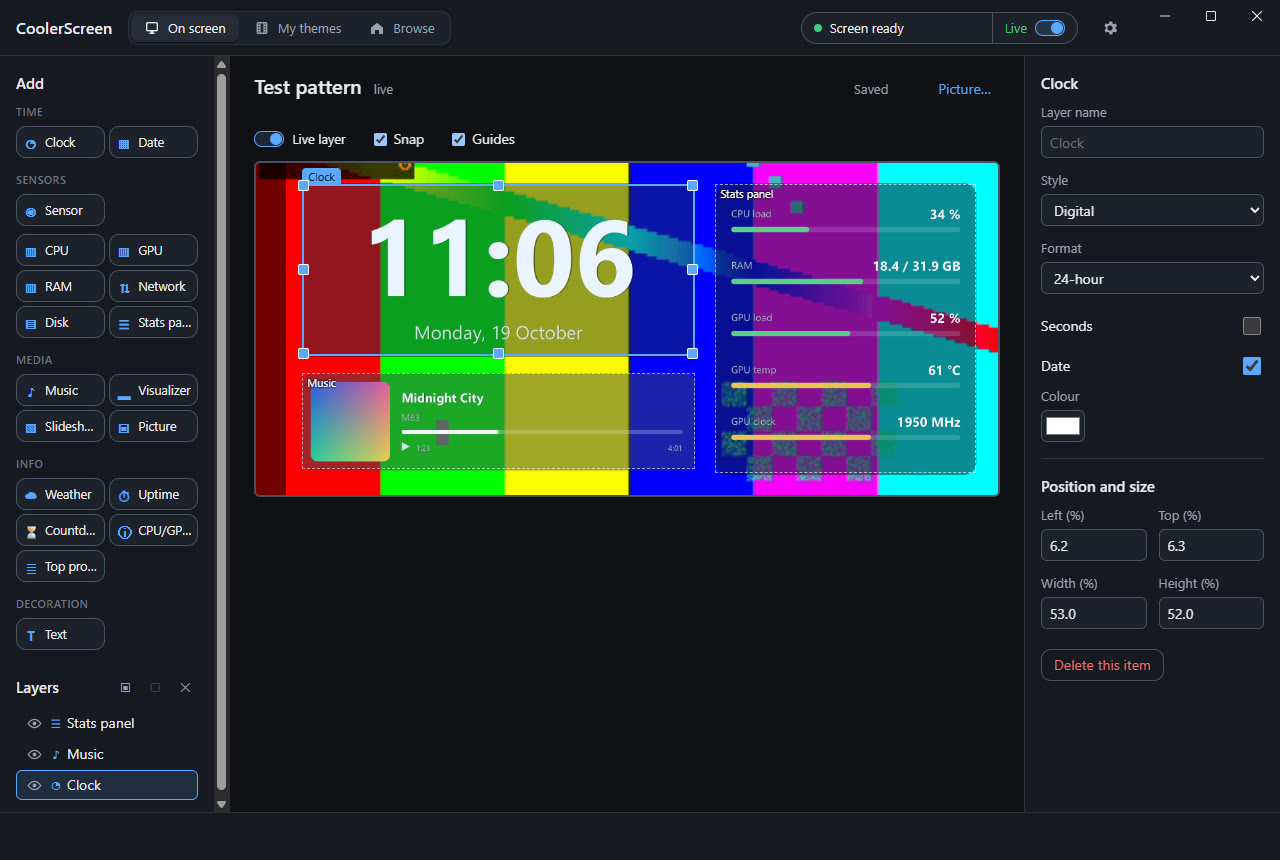 CoolerScreen
On screen
My themes
Browse
Screen ready
Live
Add
TIME
Clock
Date
SENSORS
Sensor
CPU
GPU
RAM
Network
Disk
Stats pa...
MEDIA
Music
Visualizer
Slidesh...
Picture
INFO
Weather
Uptime
Countd...
CPU/GP...
Top pro...
DECORATION
Text
Layers
Stats panel
Music
Clock
Test pattern live
Saved
Picture...
Live layer
Snap
Guides
Clock
11:06
Monday, 19 October
Music
Midnight City
M83
1:23
4:01
Stats panel
CPU load 34 %
RAM 18.4 / 31.9 GB
GPU load 52 %
GPU temp 61 °C
GPU clock 1950 MHz
Clock
Layer name
Clock
Style
Digital
Format
24-hour
Seconds
Date
Colour
Position and size
Left (%) Top (%)
6.2 6.3
Width (%) Height (%)
53.0 52.0
Delete this item